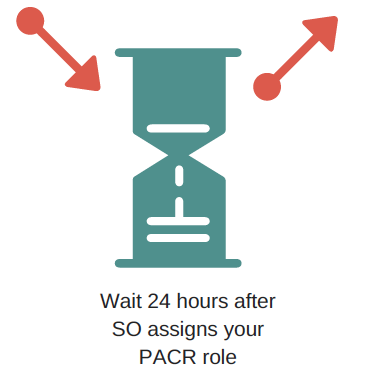 Wait 24 hours after
SO assigns your
PACR role